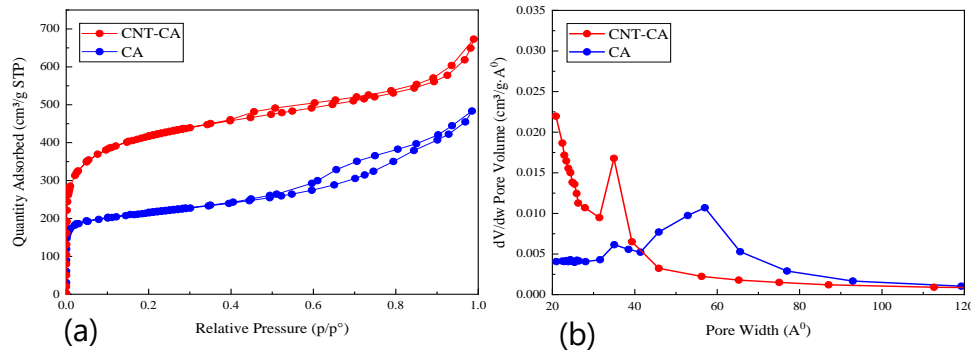 CNT-CA
CA
700
600
500
400
300
200
100
0
0.0
0.2
0.4
0.6
0.8
1.0
Quantity Adsorbed (cm³/g STP)
Relative Pressure (p/p°)
(a)
CNT-CA
CA
0.035
0.030
0.025
0.020
0.015
0.010
0.005
0.000
20
40
60
80
100
120
dV/dw Pore Volume (cm³/g· A⁰)
Pore Width (A⁰)
(b)